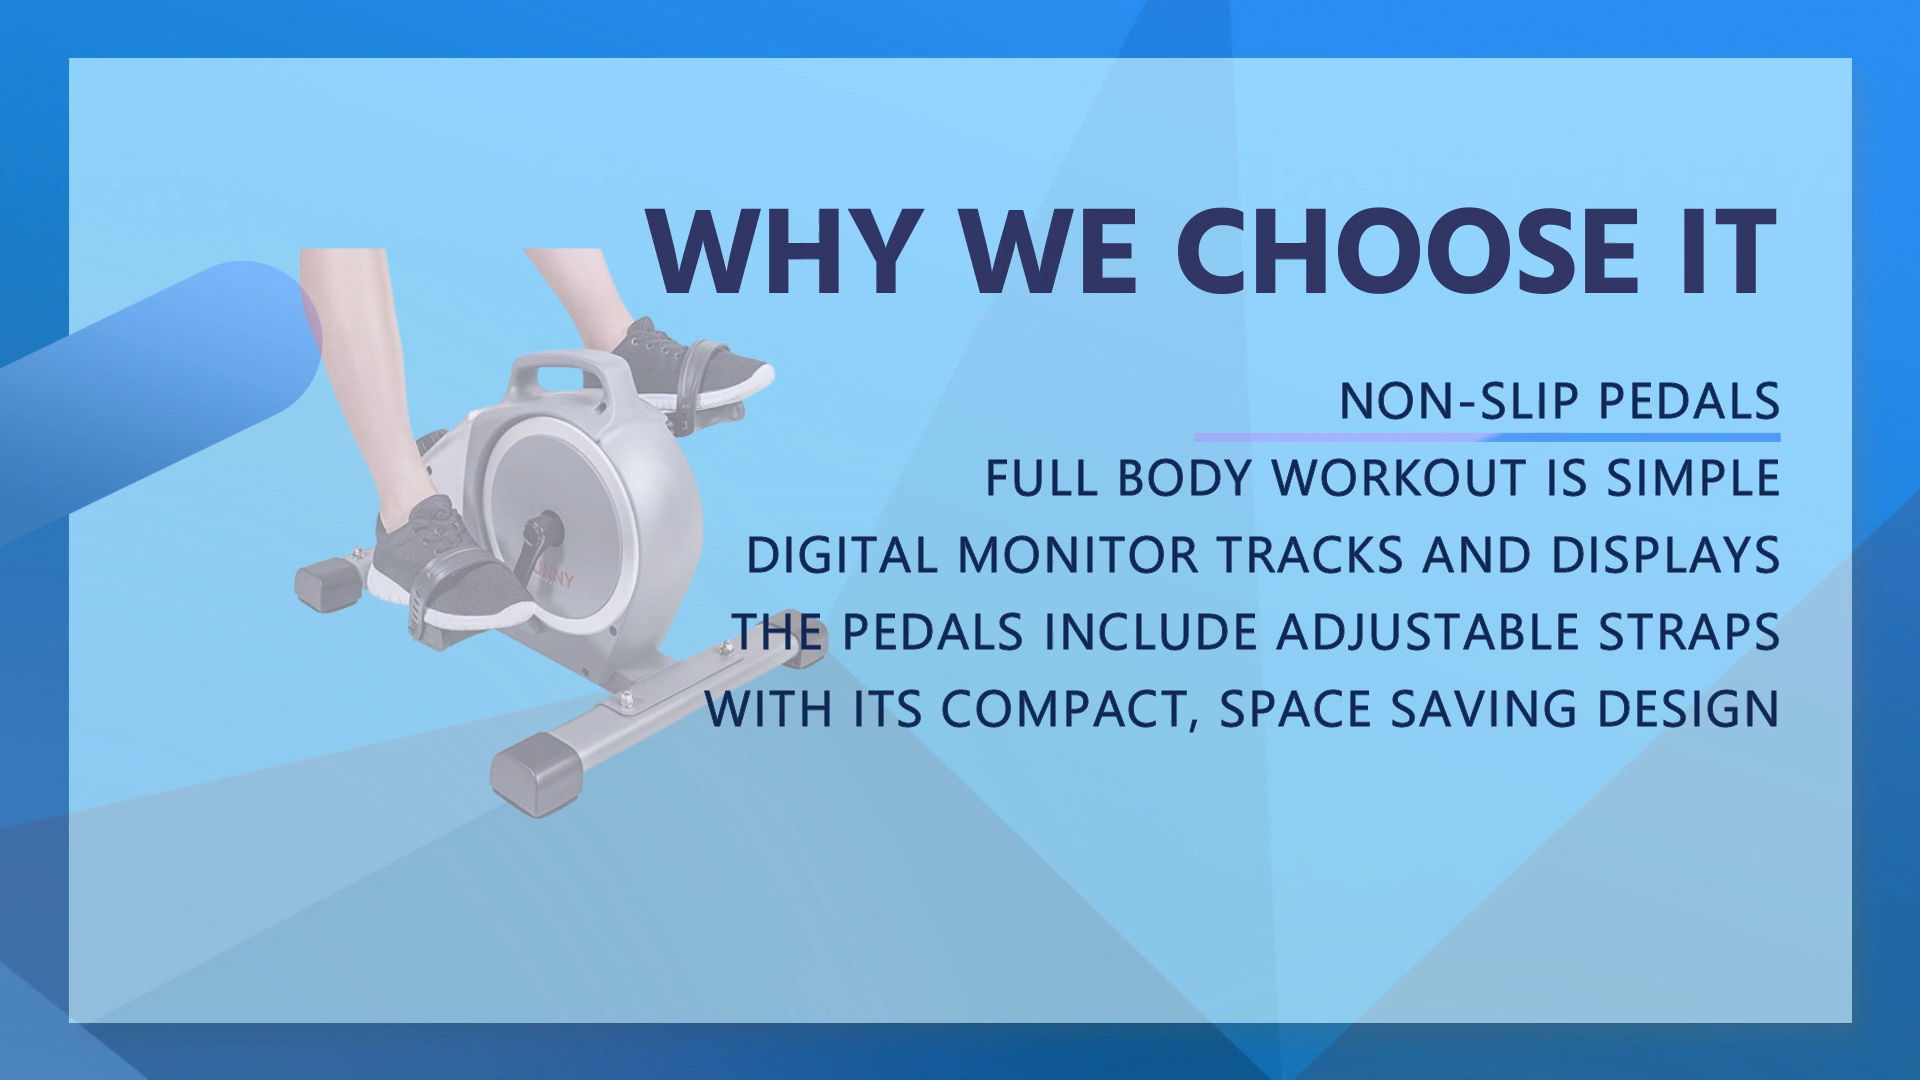 WHY WE CHOOSE IT
NON-SLIP PEDALS
FULL BODY WORKOUT IS SIMPLE
DIGITAL MONITOR TRACKS AND DISPLAYS
THE PEDALS INCLUDE ADJUSTABLE STRAPS
WITH ITS COMPACT, SPACE SAVING DESIGN